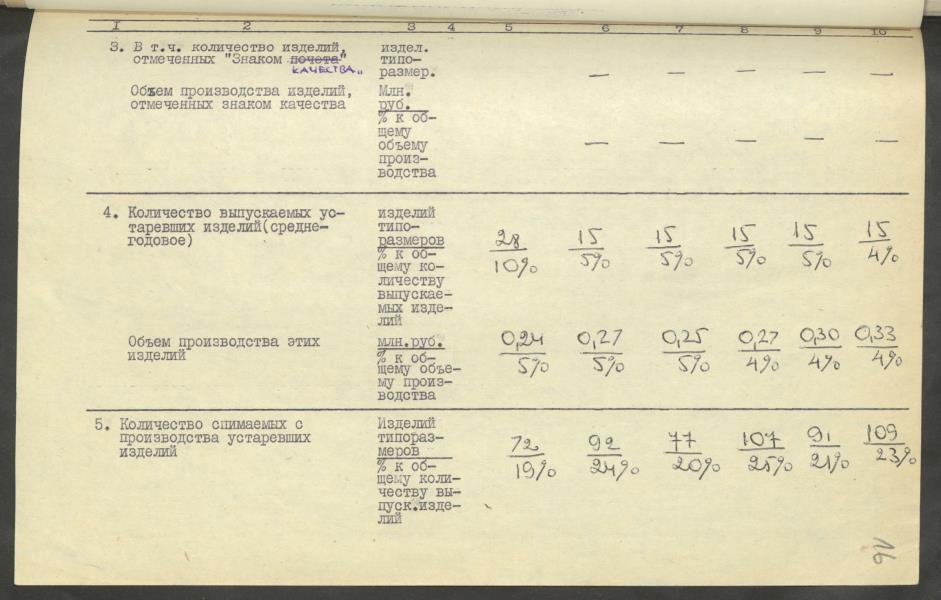 1 2 3 4 5 6 7 8 9 10
3. В т.ч. количество изделий, издел.
отмеченных "Знаком почета" типо-
КАЧЕСТВА" размер. — — — — —
Объем производства изделий, Млн.
отмеченных знаком качества руб.
% к об-
щему
объему — — — — —
произ-
водства
4. Количество выпускаемых ус- изделий
таревших изделий(средне- типо-
годовое) размеров 28 15 15 15 15 15
% к об- 10% 5% 5% 5% 5% 4%
щему ко-
личеству
выпускае-
мых изде-
лий
Объем производства этих млн.руб. 0,24 0,27 0,25 0,27 0,30 0,33
изделий % к об- 5% 5% 5% 4% 4% 4%
щему объе-
му произ-
водства
5. Количество снимаемых с Изделий
производства устаревших типораз-
изделий меров 72 92 77 107 91 109
% к об- 19% 24% 20% 25% 21% 23%
щему коли-
честву вы-
пуск.изде-
лий
16